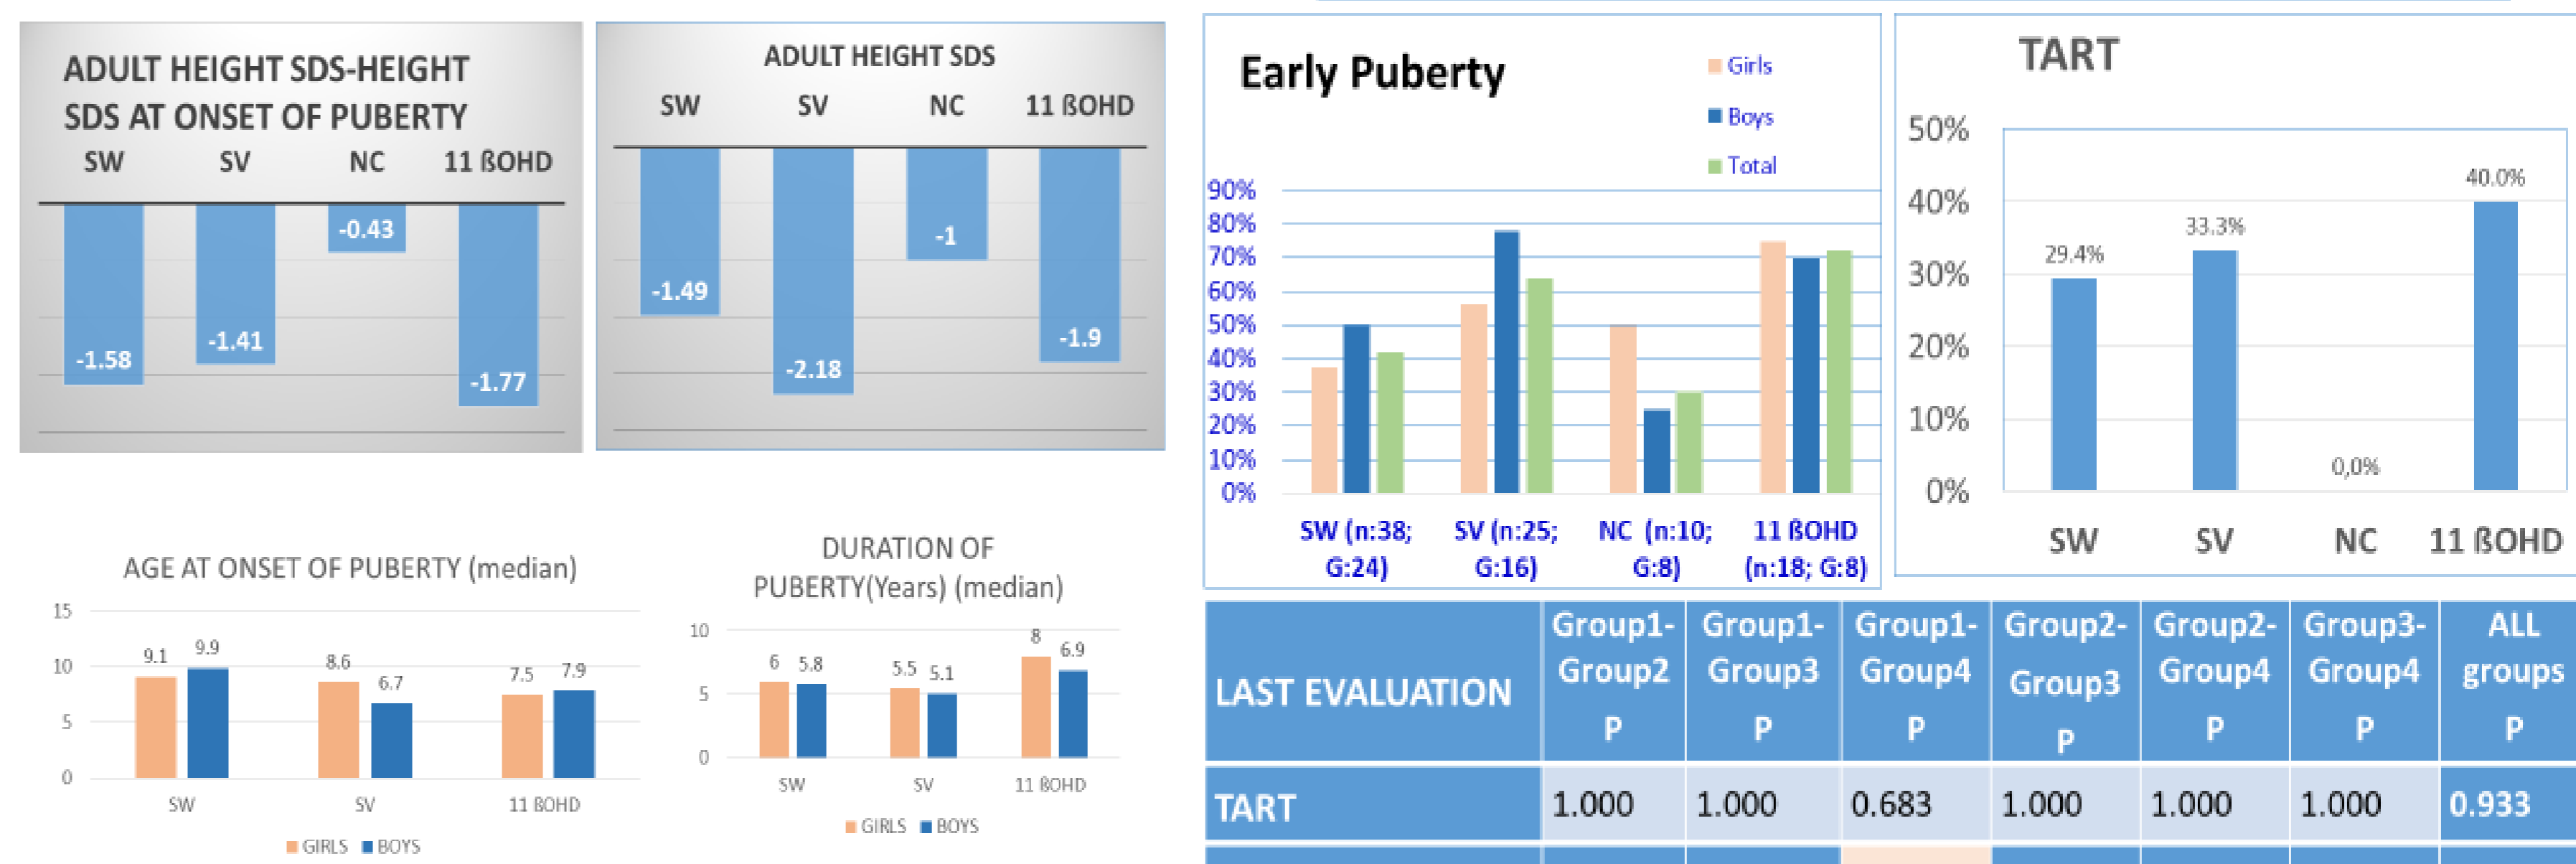 ADULT HEIGHT SDS-HEIGHT
SDS AT ONSET OF PUBERTY
SW SV NC 11 ßOHD
-0.43
-1.41
-1.58
-1.77
ADULT HEIGHT SDS
SW SV NC 11 ßOHD
-1
-1.49
-1.9
-2.18
Early Puberty
Girls
Boys
Total
90%
80%
70%
60%
50%
40%
30%
20%
10%
0%
SW (n:38; SV (n:25; NC (n:10; 11 ßOHD
G:24) G:16) G:8) (n:18; G:8)
TART
50%
40%
30%
20%
10%
0%
29.4%
33.3%
0,0%
40.0%
SW SV NC 11 ßOHD
AGE AT ONSET OF PUBERTY (median)
15
10
5
0
9.1 9.9 8.6 6.7 7.5 7.9
SW SV 11 ßOHD
GIRLS BOYS
DURATION OF
PUBERTY(Years) (median)
10
5
0
6 5.8 5.5 5.1 8 6.9
SW SV 11 ßOHD
GIRLS BOYS
LAST EVALUATION
Group1-
Group2
P
Group1-
Group3
P
Group1-
Group4
P
Group2-
Group3
P
Group2-
Group4
P
Group3-
Group4
P
ALL
groups
P
TART 1.000 1.000 0.683 1.000 1.000 1.000 0.933